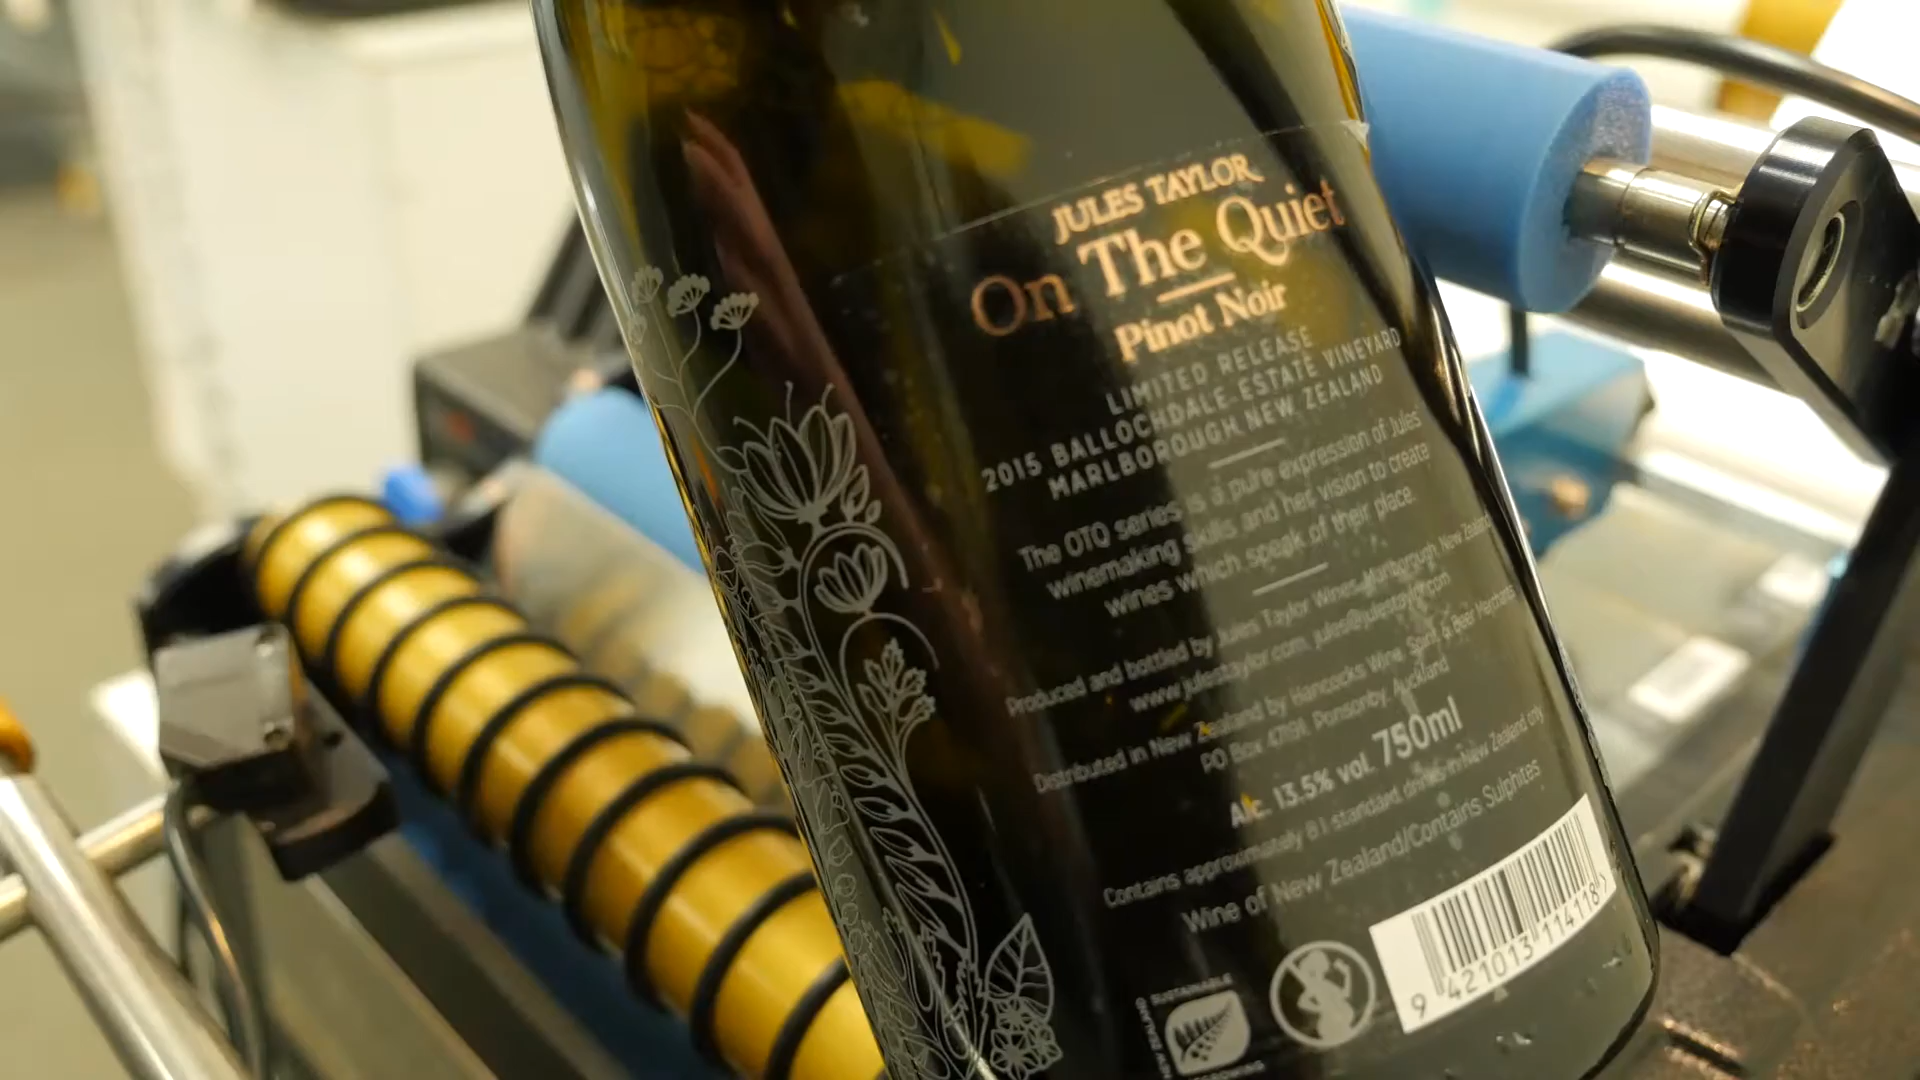 JULES TAYLOR
On The Quiet
Pinot Noir
LIMITED RELEASE
2015 BALLOCHDALE ESTATE VINEYARD
MARLBOROUGH NEW ZEALAND
The OTQ series is a pure expression of Jules
winemaking skills and her vision to create
wines which speak of their place.
Produced and bottled by Jules Taylor Wines, Marlborough, New Zealand
www.julestaylor.com, jules@julestaylor.com
Distributed in New Zealand by Hancocks Wine, Spirit & Beer Merchants
PO Box Ponsonby, Auckland
Alc. 13.5% vol. 750ml
Contains approximately 8.1 standard drinks in New Zealand only
Wine of New Zealand/Contains Sulphites
SUSTAINABLE
9 421013 114118 >